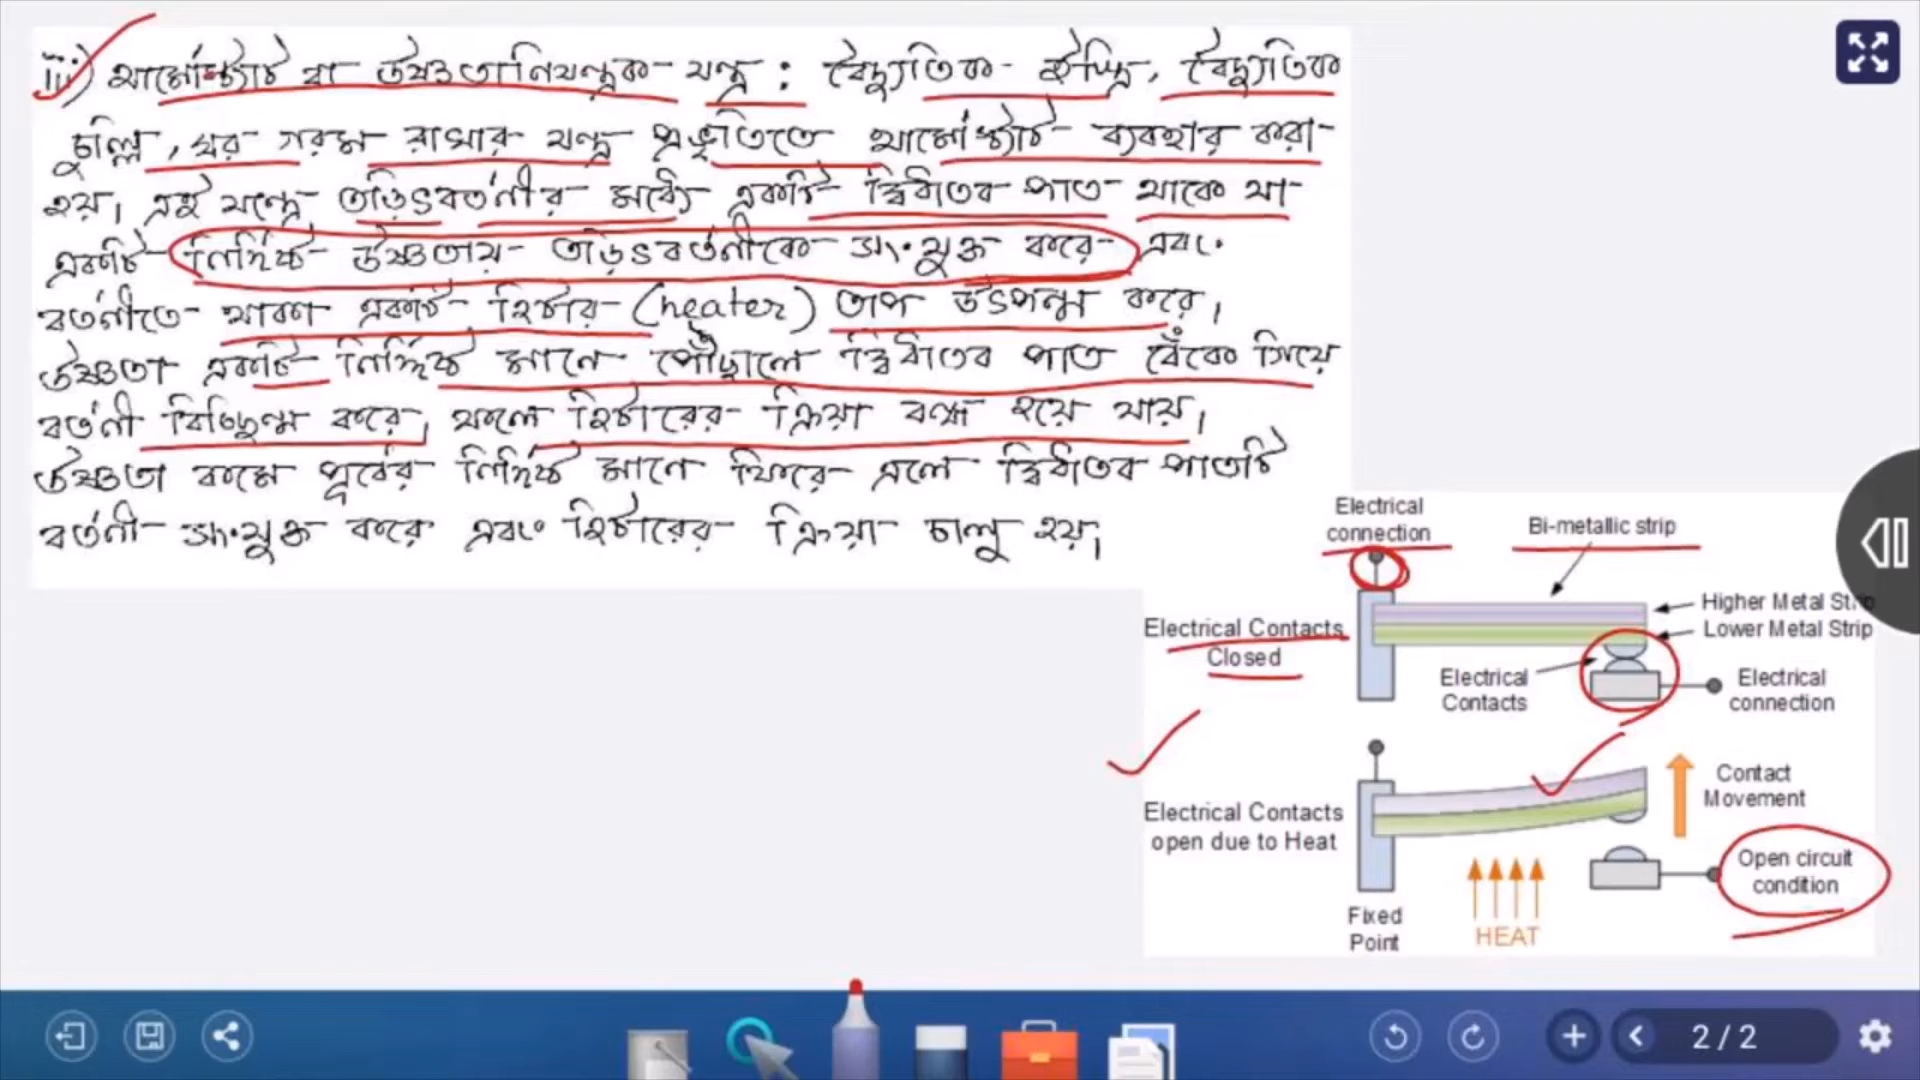 iii) থার্মোস্ট্যাট বা উষ্ণতানিয়ন্ত্রক যন্ত্র : বৈদ্যুতিক ইস্ত্রি, বৈদ্যুতিক
চুল্লি, ঘর গরম রাখার যন্ত্র প্রভৃতিতে থার্মোস্ট্যাট ব্যবহার করা
হয়। এই যন্ত্রে তড়িৎবর্তনীর মধ্যে একটি দ্বিধাতব পাত থাকে যা
একটি নির্দিষ্ট উষ্ণতায় তড়িৎবর্তনীকে সংযুক্ত করে এবং
বর্তনীতে থাকা একটি হিটার (heater) তাপ উৎপন্ন করে।
উষ্ণতা একটি নির্দিষ্ট মানে পৌঁছালে দ্বিধাতব পাত বেঁকে গিয়ে
বর্তনী বিচ্ছিন্ন করে। ফলে হিটারের ক্রিয়া বন্ধ হয়ে যায়।
উষ্ণতা কমে পূর্বের নির্দিষ্ট মানে ফিরে এলে দ্বিধাতব পাতটি
বর্তনী সংযুক্ত করে এবং হিটারের ক্রিয়া চালু হয়।
Electrical
connection
Bi-metallic strip
Higher Metal Strip
Lower Metal Strip
Electrical Contacts
Closed
Electrical
Contacts
Electrical
connection
Contact
Movement
Electrical Contacts
open due to Heat
Open circuit
condition
Fixed
Point
HEAT
2 / 2